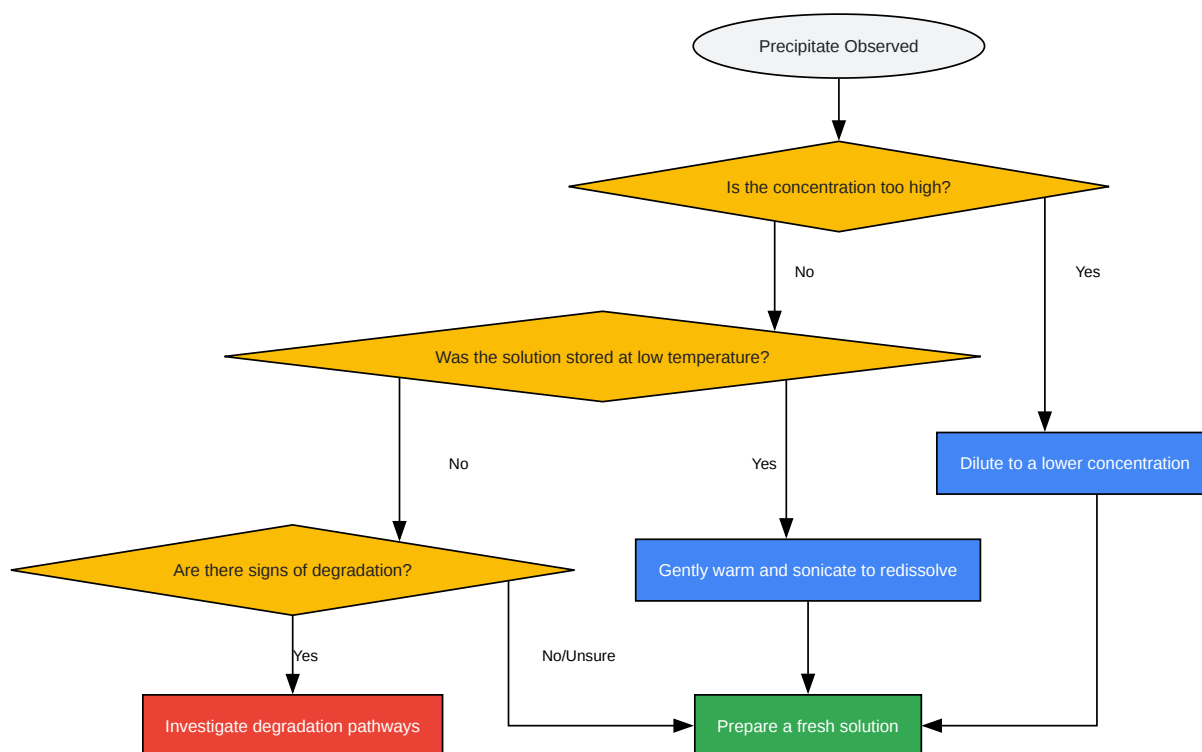 Precipitate Observed
Is the concentration too high?
No
Yes
Was the solution stored at low temperature?
No
Yes
Dilute to a lower concentration
Are there signs of degradation?
Gently warm and sonicate to redissolve
Yes
No/Unsure
Investigate degradation pathways
Prepare a fresh solution